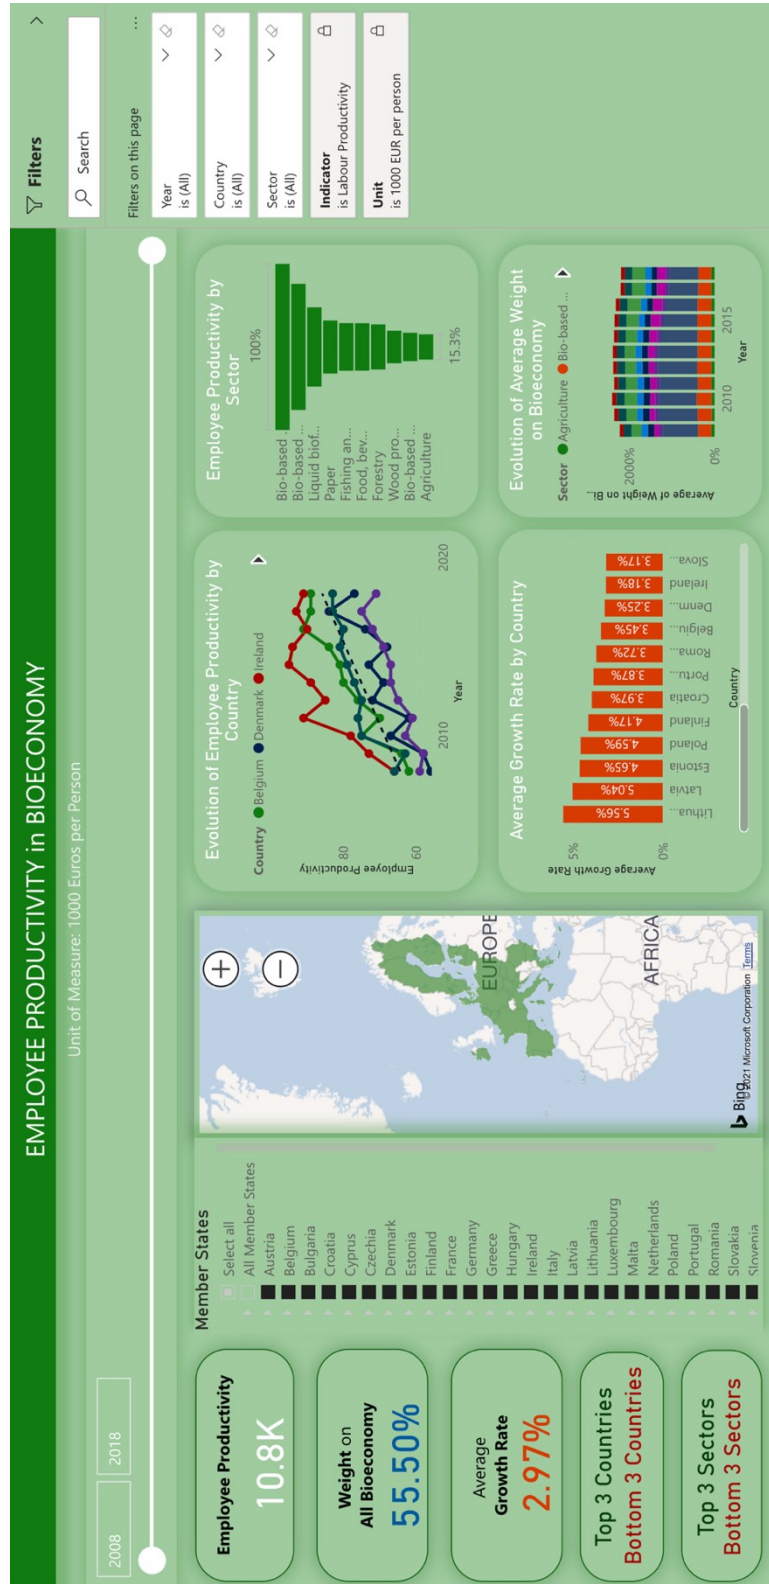 EMPLOYEE PRODUCTIVITY in BIOECONOMY
Unit of Measure: 1000 Euros per Person
2008
2018
Employee Productivity
10.8K
Weight on
All Bioeconomy
55.50%
Average
Growth Rate
2.97%
Top 3 Countries
Bottom 3 Countries
Top 3 Sectors
Bottom 3 Sectors
Member States
Select all
All Member States
Austria
Belgium
Bulgaria
Croatia
Cyprus
Czechia
Denmark
Estonia
Finland
France
Germany
Greece
Hungary
Ireland
Italy
Latvia
Lithuania
Luxembourg
Malta
Netherlands
Poland
Portugal
Romania
Slovakia
Slovenia
EUROPE
AFRICA
Bing
© 2021 Microsoft Corporation Terms
Evolution of Employee Productivity by
Country
Country Belgium Denmark Ireland
Employee Productivity
80
60
2010
2020
Year
Employee Productivity by
Sector
100%
Bio-based ...
Bio-based ...
Liquid biof...
Paper
Fishing an...
Food, bev...
Forestry
Wood pro...
Bio-based ...
Agriculture
15.3%
Average Growth Rate by Country
Average Growth Rate
5%
0%
5.56%
5.04%
4.65%
4.59%
4.17%
3.97%
3.87%
3.72%
3.45%
3.25%
3.18%
3.17%
Lithua...
Latvia
Estonia
Poland
Finland
Croatia
Portu...
Roma...
Belgiu...
Denm...
Ireland
Slova...
Country
Evolution of Average Weight
on Bioeconomy
Sector Agriculture Bio-based ...
Average of Weight on Bi...
2000%
0%
2010
2015
Year
Filters
Search
Filters on this page
...
Year
is (All)
Country
is (All)
Sector
is (All)
Indicator
is Labour Productivity
Unit
is 1000 EUR per person